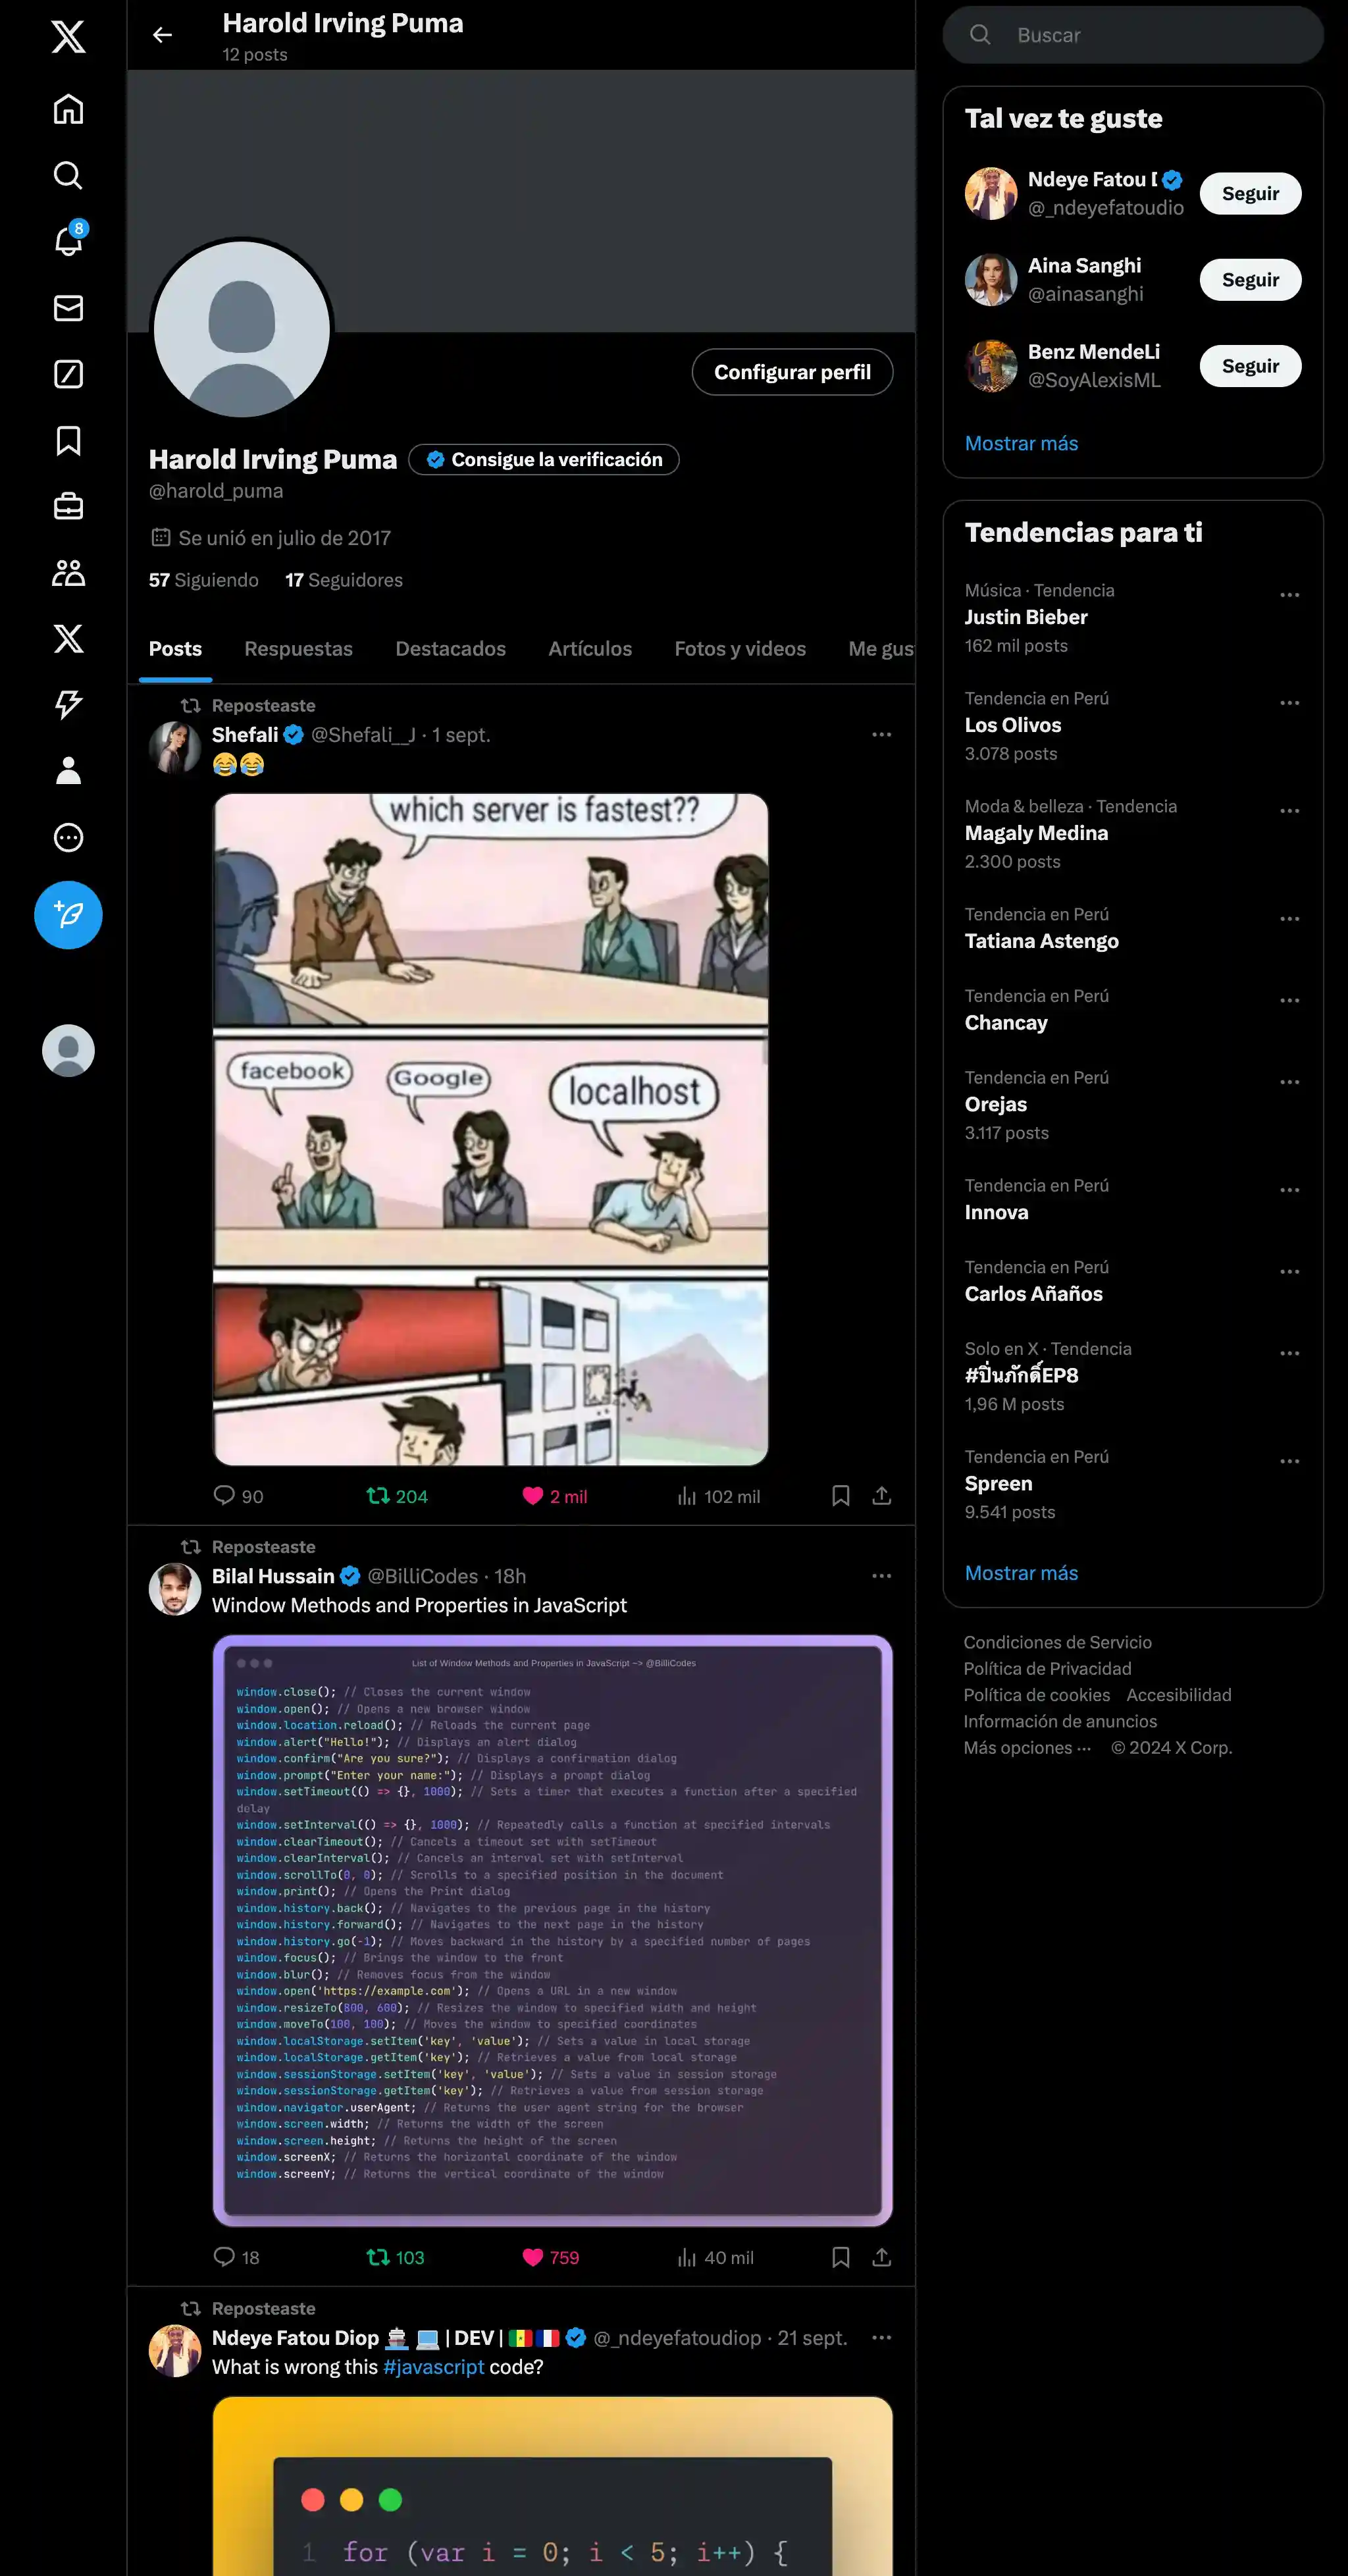 Harold Irving Puma
12 posts
Buscar
8
Configurar perfil
Harold Irving Puma
Consigue la verificación
@harold_puma
Se unió en julio de 2017
57 Siguiendo 17 Seguidores
Posts Respuestas Destacados Artículos Fotos y videos Me gus
Reposteaste
Shefali @Shefali__J · 1 sept.
😂😂
which server is fastest??
facebook
Google
localhost
90 204 2 mil 102 mil
Reposteaste
Bilal Hussain @BilliCodes · 18h
Window Methods and Properties in JavaScript
List of Window Methods and Properties in JavaScript ~> @BilliCodes
window.close(); // Closes the current window
window.open(); // Opens a new browser window
window.location.reload(); // Reloads the current page
window.alert("Hello!"); // Displays an alert dialog
window.confirm("Are you sure?"); // Displays a confirmation dialog
window.prompt("Enter your name:"); // Displays a prompt dialog
window.setTimeout(() => {}, 1000); // Sets a timer that executes a function after a specified
delay
window.setInterval(() => {}, 1000); // Repeatedly calls a function at specified intervals
window.clearTimeout(); // Cancels a timeout set with setTimeout
window.clearInterval(); // Cancels an interval set with setInterval
window.scrollTo(0, 0); // Scrolls to a specified position in the document
window.print(); // Opens the Print dialog
window.history.back(); // Navigates to the previous page in the history
window.history.forward(); // Navigates to the next page in the history
window.history.go(-1); // Moves backward in the history by a specified number of pages
window.focus(); // Brings the window to the front
window.blur(); // Removes focus from the window
window.open('https://example.com'); // Opens a URL in a new window
window.resizeTo(800, 600); // Resizes the window to specified width and height
window.moveTo(100, 100); // Moves the window to specified coordinates
window.localStorage.setItem('key', 'value'); // Sets a value in local storage
window.localStorage.getItem('key'); // Retrieves a value from local storage
window.sessionStorage.setItem('key', 'value'); // Sets a value in session storage
window.sessionStorage.getItem('key'); // Retrieves a value from session storage
window.navigator.userAgent; // Returns the user agent string for the browser
window.screen.width; // Returns the width of the screen
window.screen.height; // Returns the height of the screen
window.screenX; // Returns the horizontal coordinate of the window
window.screenY; // Returns the vertical coordinate of the window
18 103 759 40 mil
Reposteaste
Ndeye Fatou Diop 🚢 💻 | DEV | 🇸🇳🇫🇷 @_ndeyefatoudiop · 21 sept.
What is wrong this #javascript code?
1 for (var i = 0; i < 5; i++) {
Tal vez te guste
Ndeye Fatou D
@_ndeyefatoudio
Seguir
Aina Sanghi
@ainasanghi
Seguir
Benz MendeLi
@SoyAlexisML
Seguir
Mostrar más
Tendencias para ti
Música · Tendencia
Justin Bieber
162 mil posts
Tendencia en Perú
Los Olivos
3.078 posts
Moda & belleza · Tendencia
Magaly Medina
2.300 posts
Tendencia en Perú
Tatiana Astengo
Tendencia en Perú
Chancay
Tendencia en Perú
Orejas
3.117 posts
Tendencia en Perú
Innova
Tendencia en Perú
Carlos Añaños
Solo en X · Tendencia
#ปิ่นภักดิ์EP8
1,96 M posts
Tendencia en Perú
Spreen
9.541 posts
Mostrar más
Condiciones de Servicio
Política de Privacidad
Política de cookies Accesibilidad
Información de anuncios
Más opciones ··· © 2024 X Corp.